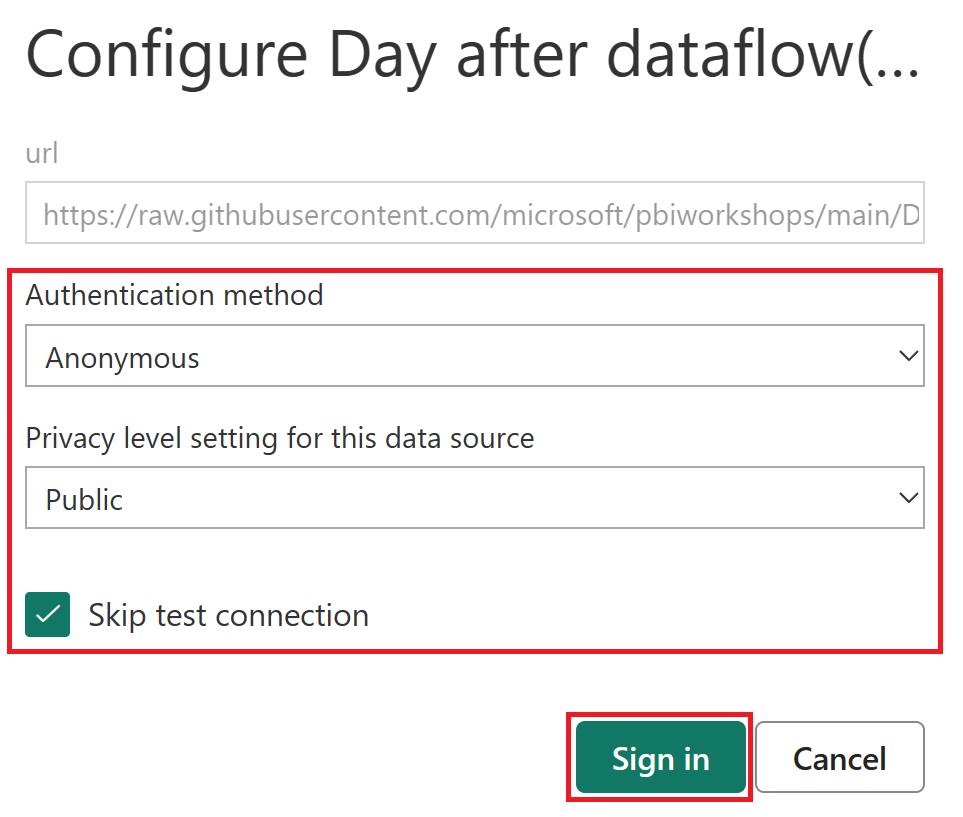 Configure Day after dataflow(...
url
https://raw.githubusercontent.com/microsoft/pbiworkshops/main/D
Authentication method
Anonymous
Privacy level setting for this data source
Public
Skip test connection
Sign in
Cancel